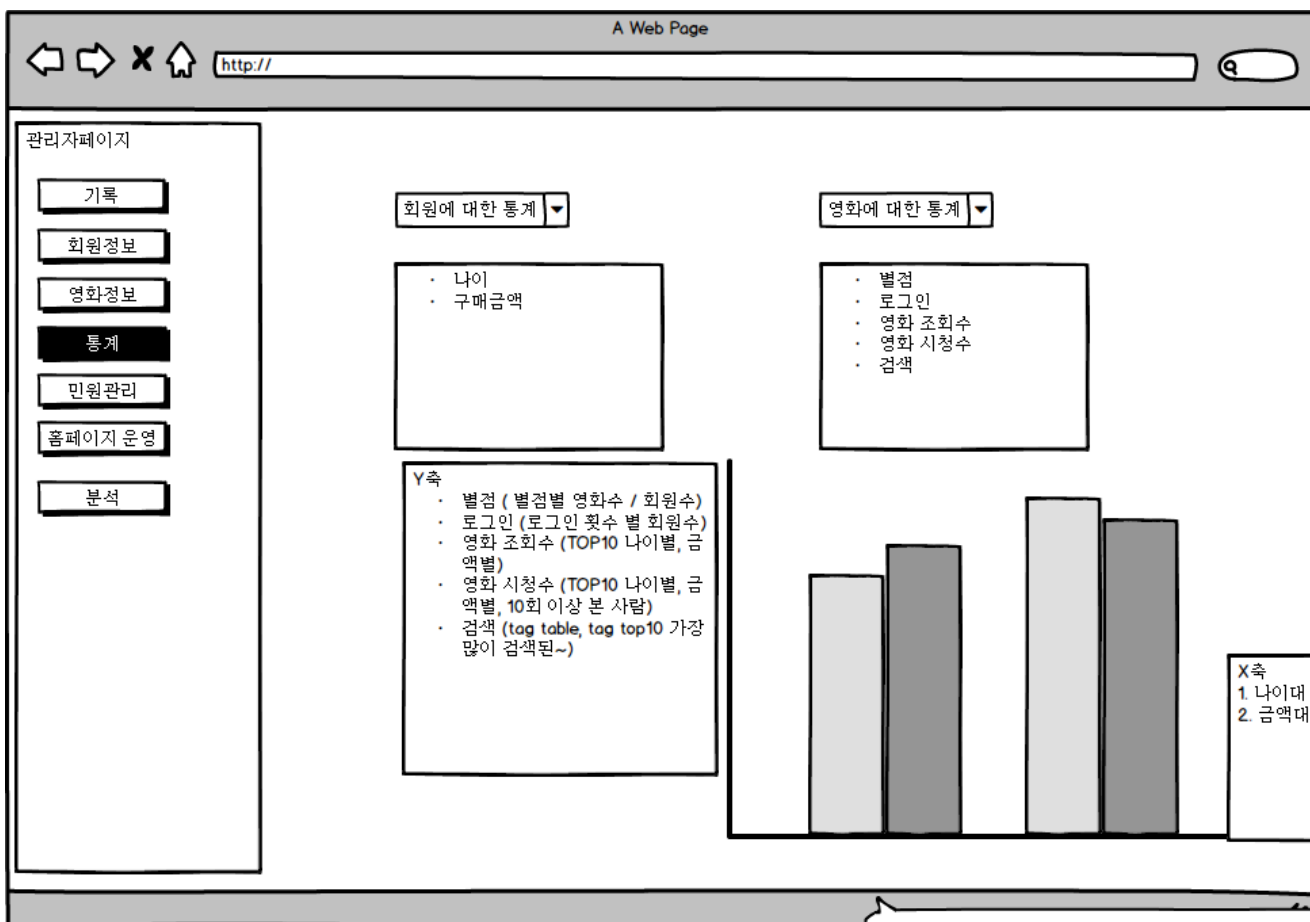 A Web Page
http://
관리자페이지
기록
회원정보
영화정보
통계
민원관리
홈페이지 운영
분석
회원에 대한 통계
영화에 대한 통계
· 나이
· 구매금액
· 별점
· 로그인
· 영화 조회수
· 영화 시청수
· 검색
Y축
· 별점 ( 별점별 영화수 / 회원수)
· 로그인 (로그인 횟수 별 회원수)
· 영화 조회수 (TOP10 나이별, 금
액별)
· 영화 시청수 (TOP10 나이별, 금
액별, 10회 이상 본 사람)
· 검색 (tag table, tag top10 가장
많이 검색된~)
X축
1. 나이대
2. 금액대